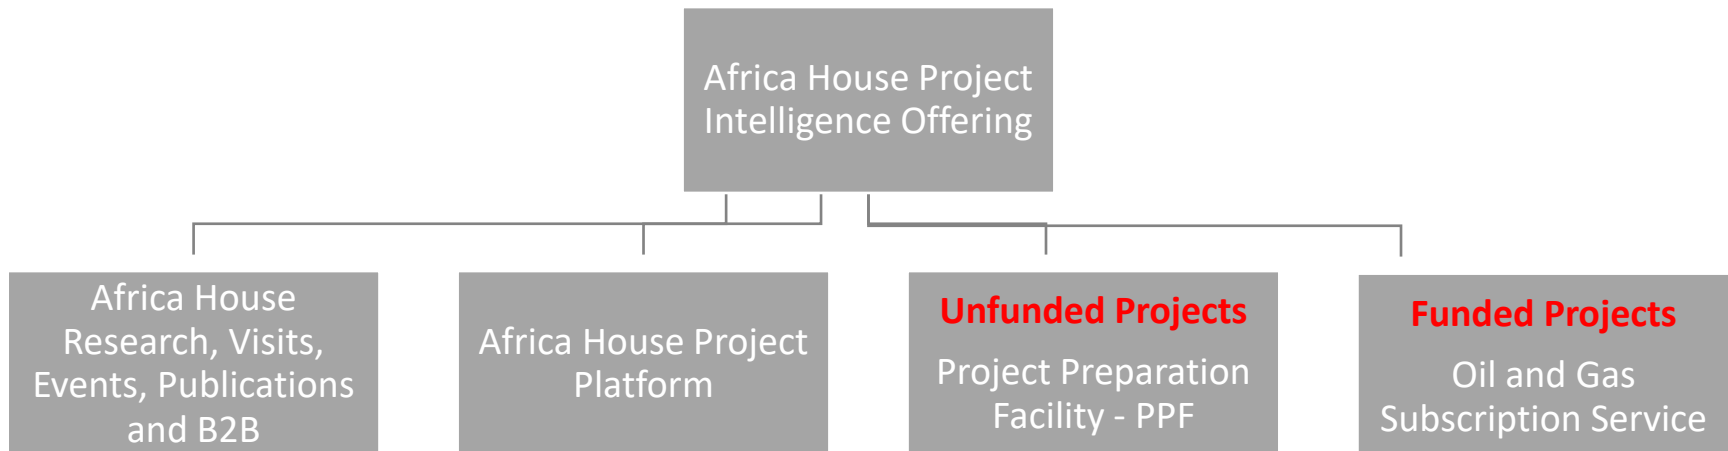 Africa House Project
Intelligence Offering
Africa House
Research, Visits,
Events, Publications
and B2B
Africa House Project
Platform
Unfunded Projects
Project Preparation
Facility - PPF
Funded Projects
Oil and Gas
Subscription Service